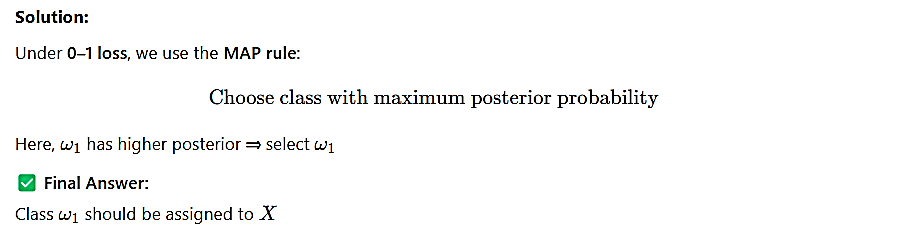 Solution:
Under 0–1 loss, we use the MAP rule:
Choose class with maximum posterior probability
Here, ω₁ has higher posterior ⇒ select ω₁
✅ Final Answer:
Class ω₁ should be assigned to X